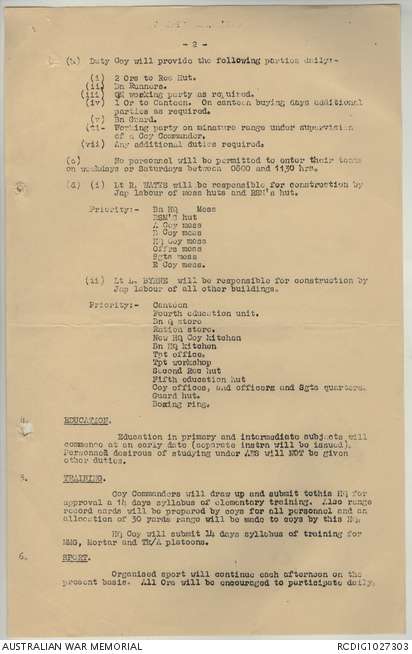 - 2 -
(b) Duty Coy will provide the following parties daily:-
(i) 2 Ors to Rec Hut.
(ii) Bn Runners.
(iii) QM working party as required.
(iv) 1 Or to Canteen. On canteen buying days additional
parties as required.
(v) Bn Guard.
(vi- Working party on minature range under supervision
of a Coy Commander.
(vii) Any additional duties required.
(c) No personnel will be permitted to enter their tents
on weekdays or Saturdays between 0800 and 1130 hrs.
(d) (i) Lt R. WATTS will be responsible for construction by
Jap labour of mess huts and RSM's hut.
Priority:- Bn HQ Mess
RSM'S hut
A Coy mess
B Coy mess
HQ Coy mess
Offrs mess
Sgts mess
E Coy mess.
(ii) Lt L. BYRNE will be responsible for construction by
Jap labour of all other buildings.
Priority:- Canteen
Fourth education unit.
Bn Q store
Ration store.
New HQ Coy kitchen
Bn HQ kitchen
Tpt office.
Tpt workshop
Second Rec hut
Fifth education hut
Coy offices, and officers and Sgts quarters.
Guard hut.
Boxing ring.
4. EDUCATION.
Education in primary and intermediate subjects will
commence at an early date (separate instrn will be issued).
Personnel desirous of studying under AES will NOT be given
other duties.
5. TRAINING.
Coy Commanders will draw up and submit tothis HQ for
approval a 14 days syllabus of elementary training. Also range
record cards will be prepared by coys for all personnel and an
allocation of 30 yards range will be made to coys by this HQ.
HQ Coy will submit 14 days syllabus of training for
MMG, Mortar and TK/A platoons.
6. SPORT.
Organised sport will continue each afternoon on the
present basis. All Ors will be encouraged to participate daily.
AUSTRALIAN WAR MEMORIAL
RCDIG1027303